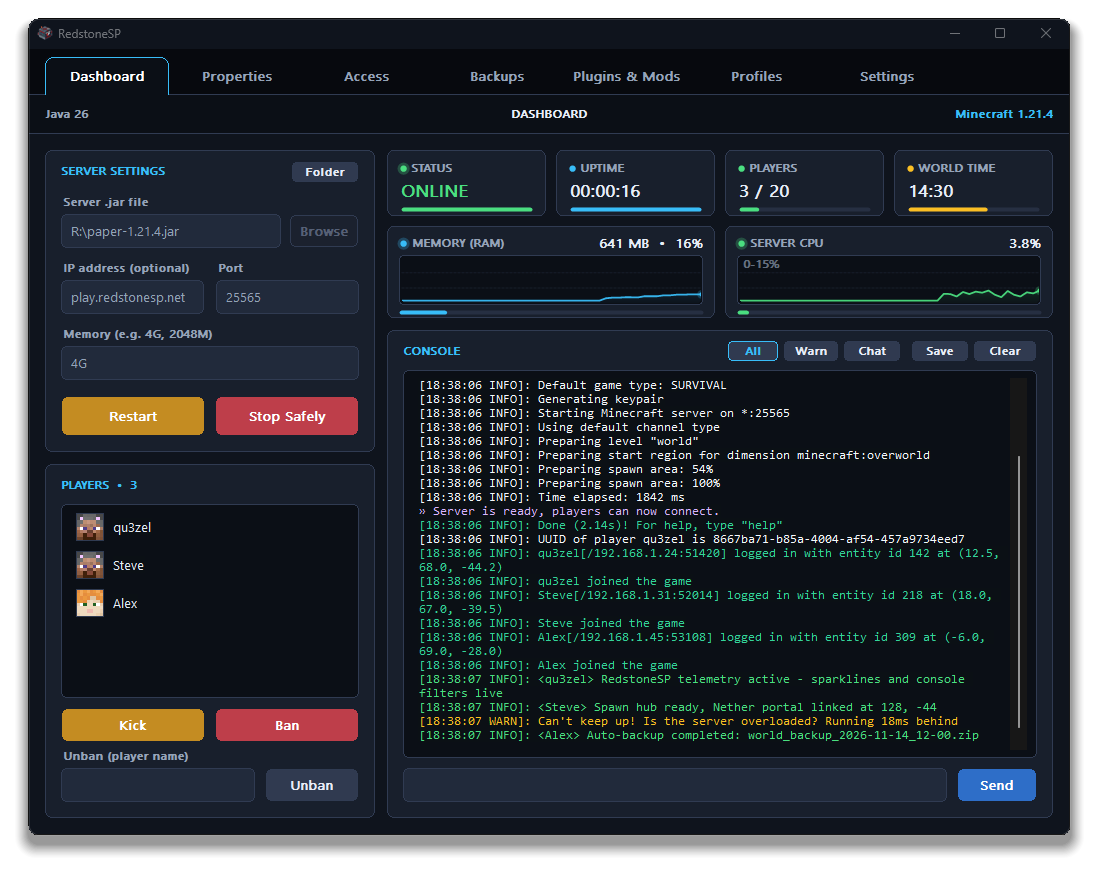 RedstoneSP
Dashboard Properties Access Backups Plugins & Mods Profiles Settings
Java 26 DASHBOARD Minecraft 1.21.4
SERVER SETTINGS Folder
Server .jar file
R:\paper-1.21.4.jar Browse
IP address (optional) Port
play.redstonesp.net 25565
Memory (e.g. 4G, 2048M)
4G
Restart Stop Safely
PLAYERS • 3
qu3zel
Steve
Alex
Kick Ban
Unban (player name)
Unban
STATUS
ONLINE
UPTIME
00:00:16
PLAYERS
3 / 20
WORLD TIME
14:30
MEMORY (RAM) 641 MB • 16%
SERVER CPU 3.8%
0-15%
CONSOLE All Warn Chat Save Clear
[18:38:06 INFO]: Default game type: SURVIVAL
[18:38:06 INFO]: Generating keypair
[18:38:06 INFO]: Starting Minecraft server on *:25565
[18:38:06 INFO]: Using default channel type
[18:38:06 INFO]: Preparing level "world"
[18:38:06 INFO]: Preparing start region for dimension minecraft:overworld
[18:38:06 INFO]: Preparing spawn area: 54%
[18:38:06 INFO]: Preparing spawn area: 100%
[18:38:06 INFO]: Time elapsed: 1842 ms
» Server is ready, players can now connect.
[18:38:06 INFO]: Done (2.14s)! For help, type "help"
[18:38:06 INFO]: UUID of player qu3zel is 8667ba71-b85a-4004-af54-457a9734eed7
[18:38:06 INFO]: qu3zel[/192.168.1.24:51420] logged in with entity id 142 at (12.5,
68.0, -44.2)
[18:38:06 INFO]: qu3zel joined the game
[18:38:06 INFO]: Steve[/192.168.1.31:52014] logged in with entity id 218 at (18.0,
67.0, -39.5)
[18:38:06 INFO]: Steve joined the game
[18:38:06 INFO]: Alex[/192.168.1.45:53108] logged in with entity id 309 at (-6.0,
69.0, -28.0)
[18:38:06 INFO]: Alex joined the game
[18:38:07 INFO]: <qu3zel> RedstoneSP telemetry active - sparklines and console
filters live
[18:38:07 INFO]: <Steve> Spawn hub ready, Nether portal linked at 128, -44
[18:38:07 WARN]: Can't keep up! Is the server overloaded? Running 18ms behind
[18:38:07 INFO]: <Alex> Auto-backup completed: world_backup_2026-11-14_12-00.zip
Send